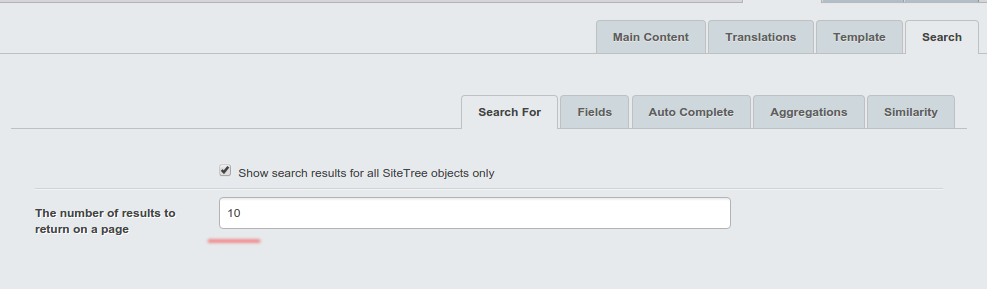 Main Content Translations Template Search
Search For Fields Auto Complete Aggregations Similarity
Show search results for all SiteTree objects only
The number of results to return on a page
10